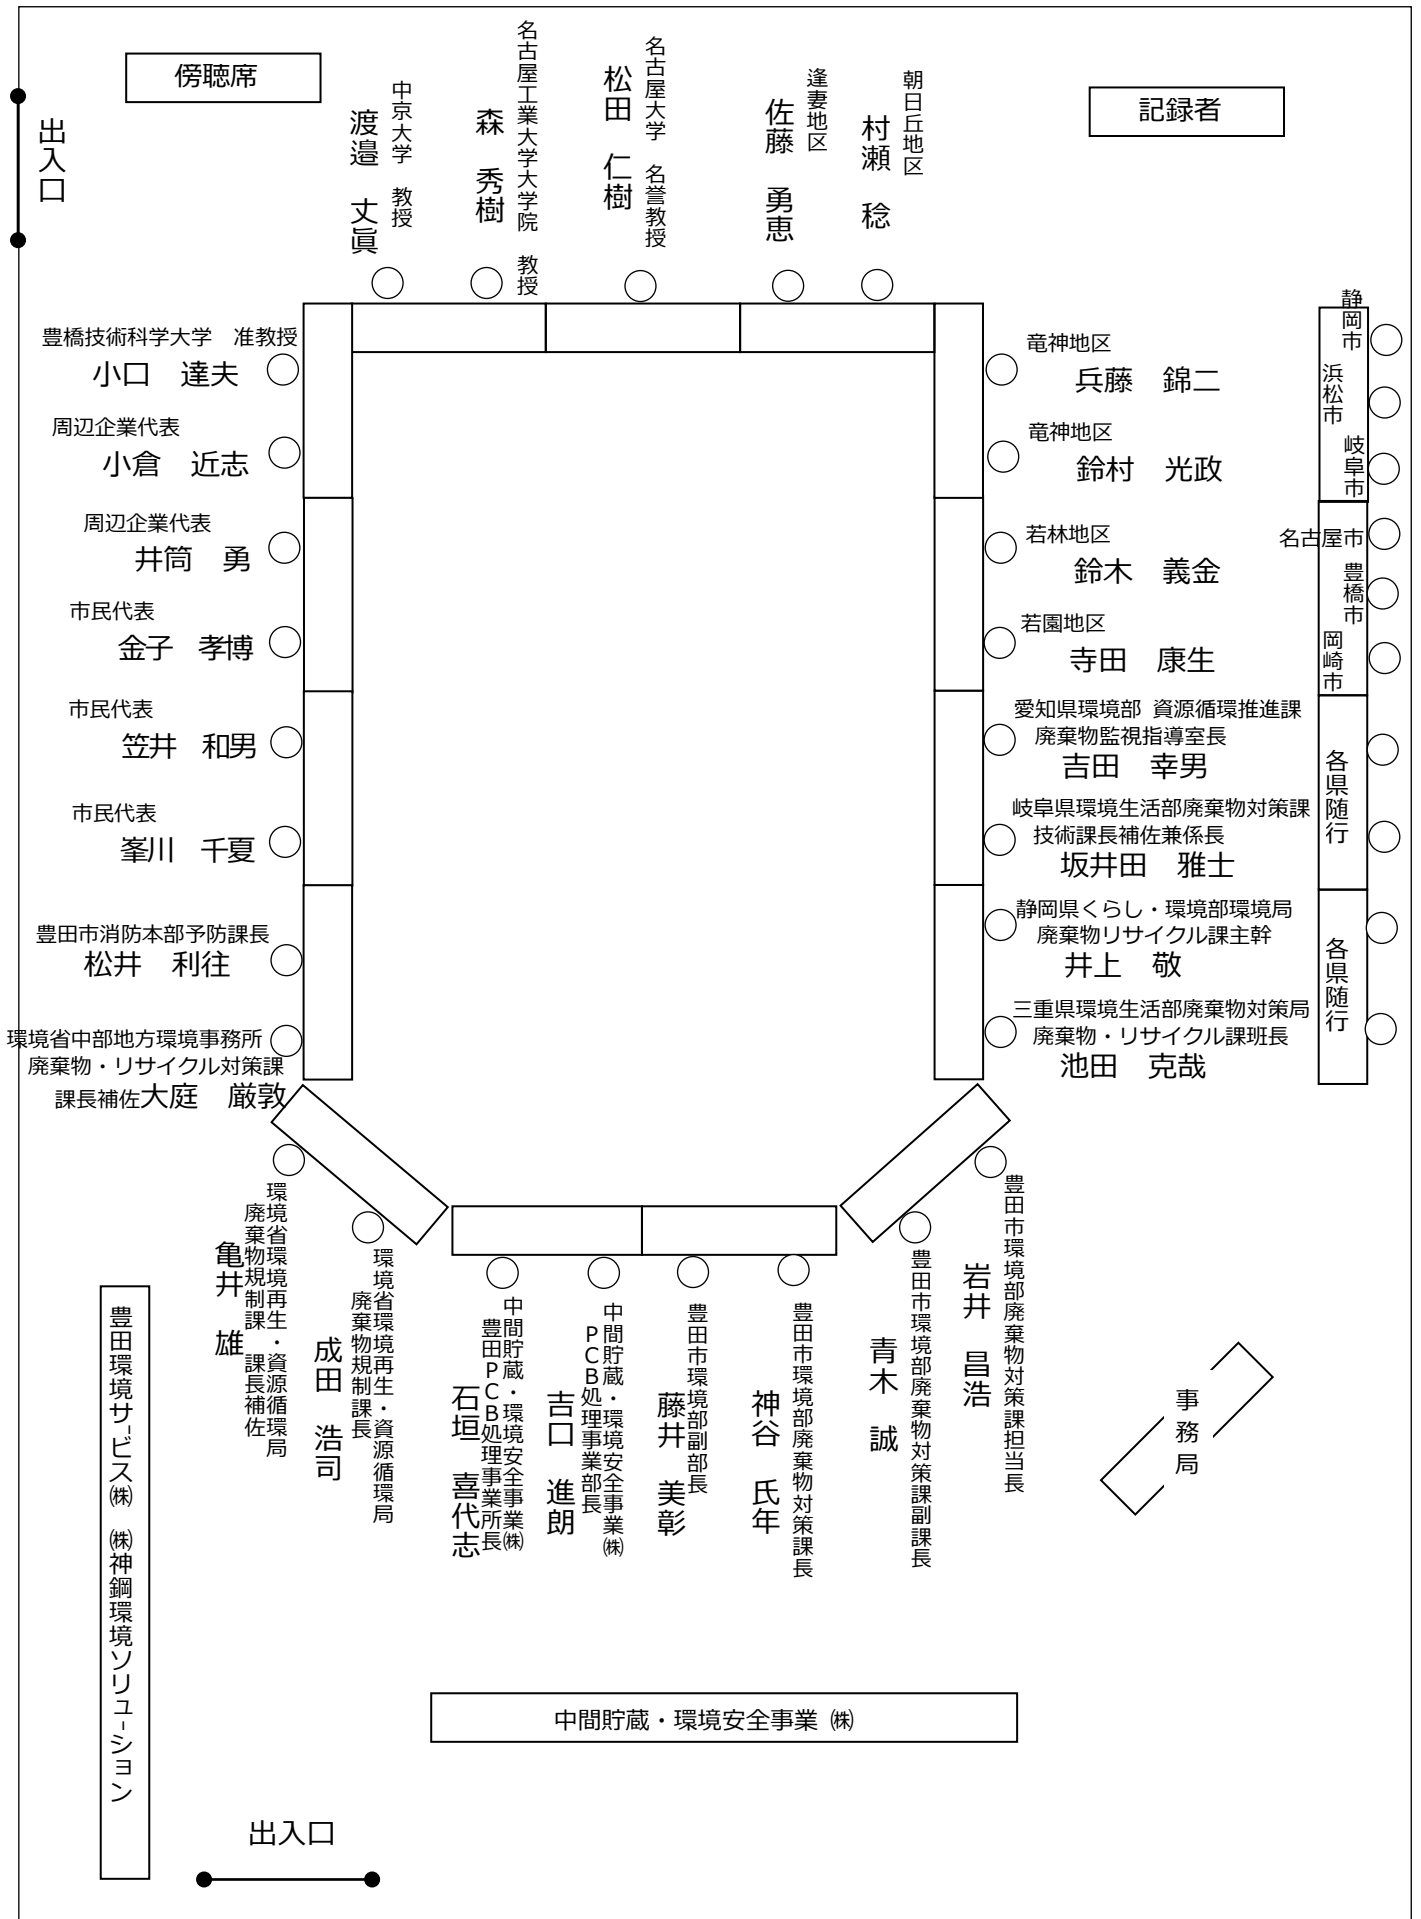 傍聴席
記録者
出入口
中京大学　教授
渡邉　丈眞
名古屋工業大学大学院　教授
森　秀樹
名古屋大学　名誉教授
松田　仁樹
逢妻地区
佐藤　勇恵
朝日丘地区
村瀬　稔
豊橋技術科学大学　准教授
小口　達夫
周辺企業代表
小倉　近志
周辺企業代表
井筒　勇
市民代表
金子　孝博
市民代表
笠井　和男
市民代表
峯川　千夏
豊田市消防本部予防課長
松井　利往
環境省中部地方環境事務所
廃棄物・リサイクル対策課
課長補佐大庭　厳敦
竜神地区
兵藤　錦二
竜神地区
鈴村　光政
若林地区
鈴木　義金
若園地区
寺田　康生
愛知県環境部 資源循環推進課
廃棄物監視指導室長
吉田　幸男
岐阜県環境生活部廃棄物対策課
技術課長補佐兼係長
坂井田　雅士
静岡県くらし・環境部環境局
廃棄物リサイクル課主幹
井上　敬
三重県環境生活部廃棄物対策局
廃棄物・リサイクル課班長
池田　克哉
静岡市
浜松市
岐阜市
名古屋市
豊橋市
岡崎市
各県随行
各県随行
環境省環境再生・資源循環局
廃棄物規制課　課長補佐
亀井　雄
環境省環境再生・資源循環局
廃棄物規制課長
成田　浩司
中間貯蔵・環境安全事業㈱
豊田ＰＣＢ処理事業所長
石垣　喜代志
中間貯蔵・環境安全事業㈱
ＰＣＢ処理事業部長
吉口　進朗
豊田市環境部副部長
藤井　美彰
豊田市環境部廃棄物対策課長
神谷　氏年
豊田市環境部廃棄物対策課副課長
青木　誠
豊田市環境部廃棄物対策課担当長
岩井　昌浩
事務局
豊田環境サービス㈱　㈱神鋼環境ソリューション
中間貯蔵・環境安全事業 ㈱
出入口